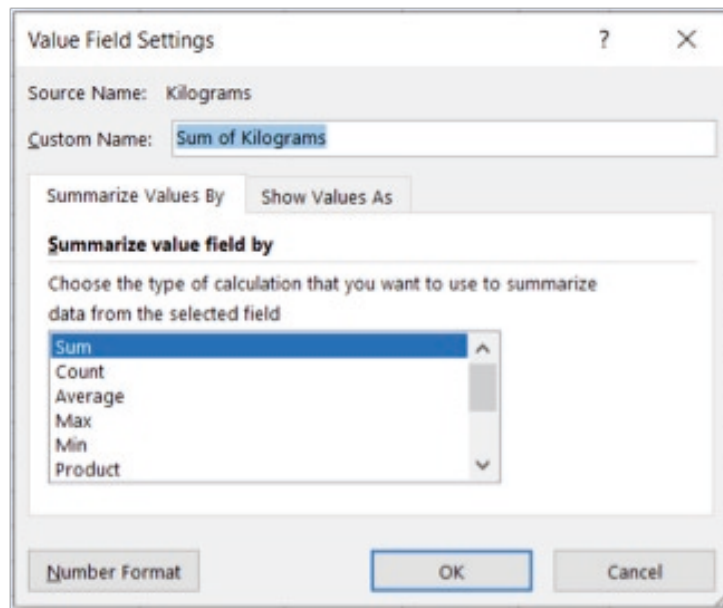 Value Field Settings ? ×
Source Name: Kilograms
Custom Name: Sum of Kilograms
Summarize Values By Show Values As
Summarize value field by
Choose the type of calculation that you want to use to summarize
data from the selected field
Sum
Count
Average
Max
Min
Product
Number Format OK Cancel